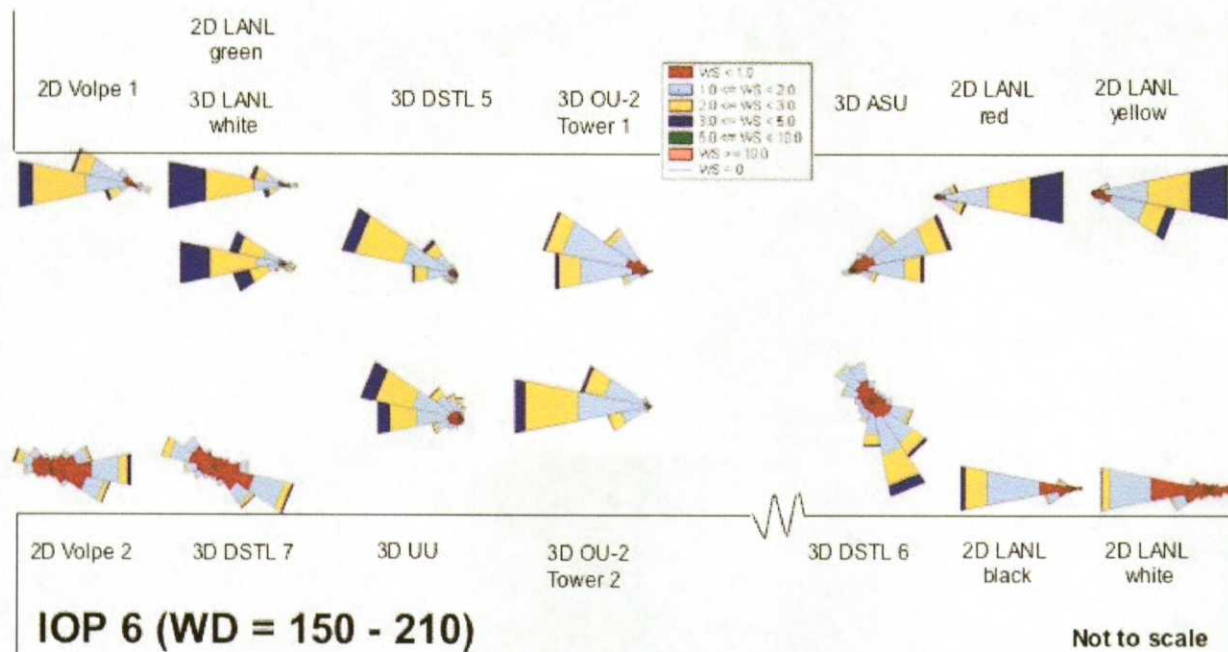 2D LANL
green
2D Volpe 1
3D LANL
white
3D DSTL 5
3D OU-2
Tower 1
WS < 1.0
1.0 <= WS < 2.0
2.0 <= WS < 3.0
3.0 <= WS < 5.0
5.0 <= WS < 10.0
WS >= 10.0
WS = 0
3D ASU
2D LANL
red
2D LANL
yellow
2D Volpe 2
3D DSTL 7
3D UU
3D OU-2
Tower 2
3D DSTL 6
2D LANL
black
2D LANL
white
IOP 6 (WD = 150 - 210)
Not to scale